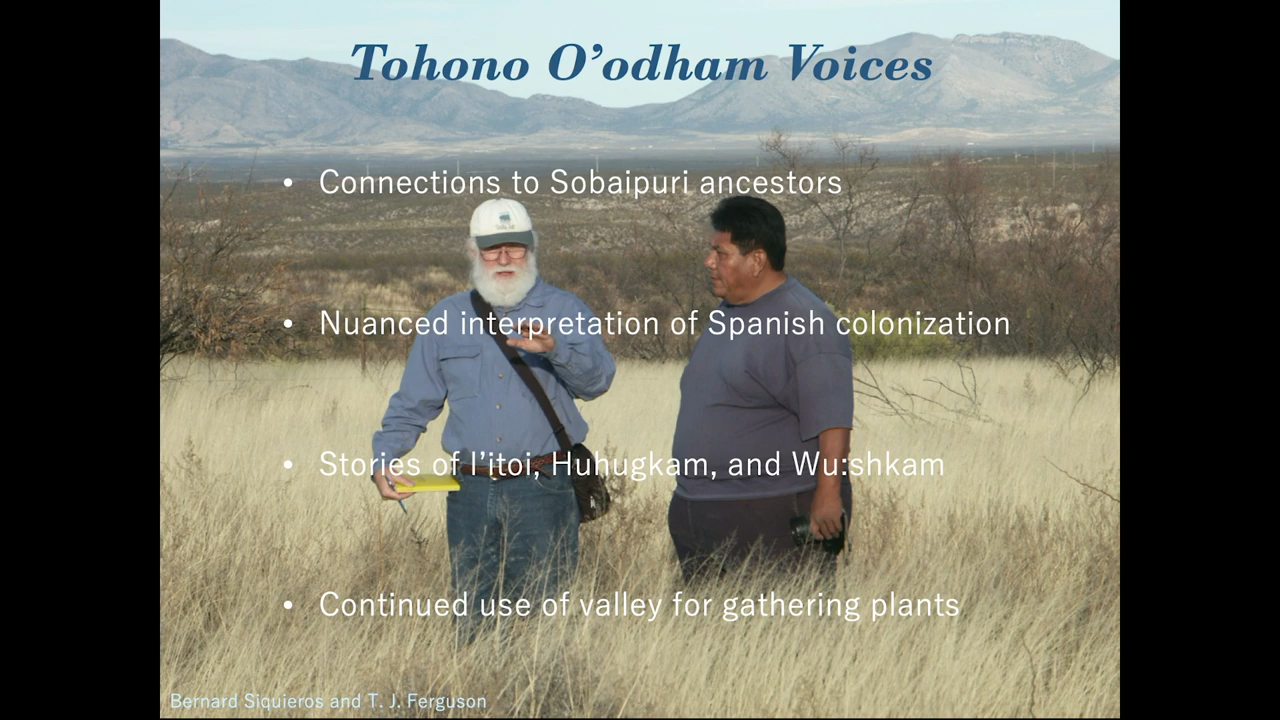 Tohono O’odham Voices
• Connections to Sobaipuri ancestors
• Nuanced interpretation of Spanish colonization
• Stories of I’itoi, Huhugkam, and Wu:shkam
• Continued use of valley for gathering plants
Bernard Siquieros and T. J. Ferguson